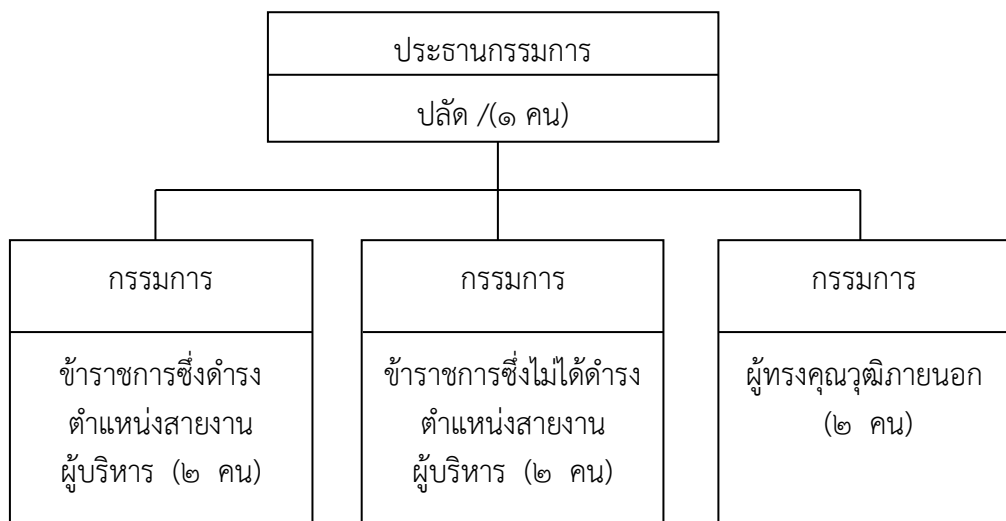 ประธานกรรมการ
ปลัด /(๑ คน)
กรรมการ
ข้าราชการซึ่งดำรง
ตำแหน่งสายงาน
ผู้บริหาร (๒ คน)
กรรมการ
ข้าราชการซึ่งไม่ได้ดำรง
ตำแหน่งสายงาน
ผู้บริหาร (๒ คน)
กรรมการ
ผู้ทรงคุณวุฒิภายนอก
(๒ คน)